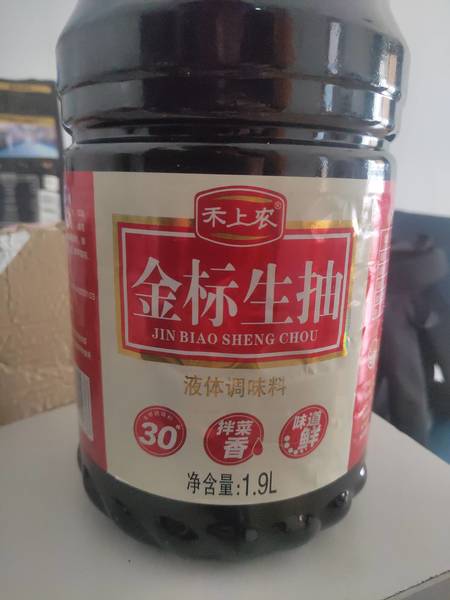 禾上农®
金标生抽
JIN BIAO SHENG CHOU
液体调味料
30
拌菜
香
味道
鲜
净含量:1.9L